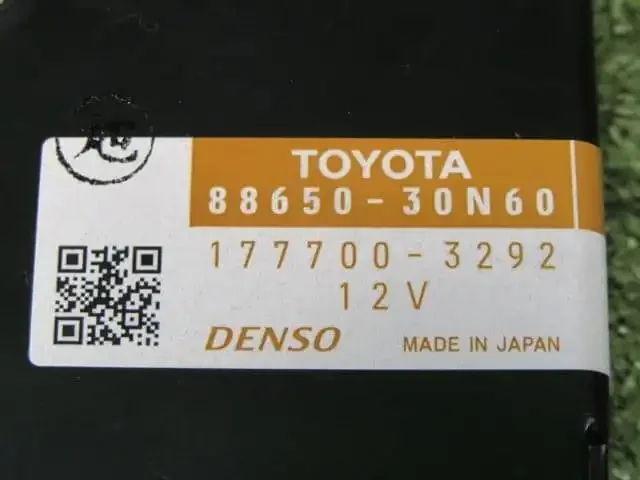 TOYOTA
88650-30N60
177700-3292
12V
DENSO MADE IN JAPAN